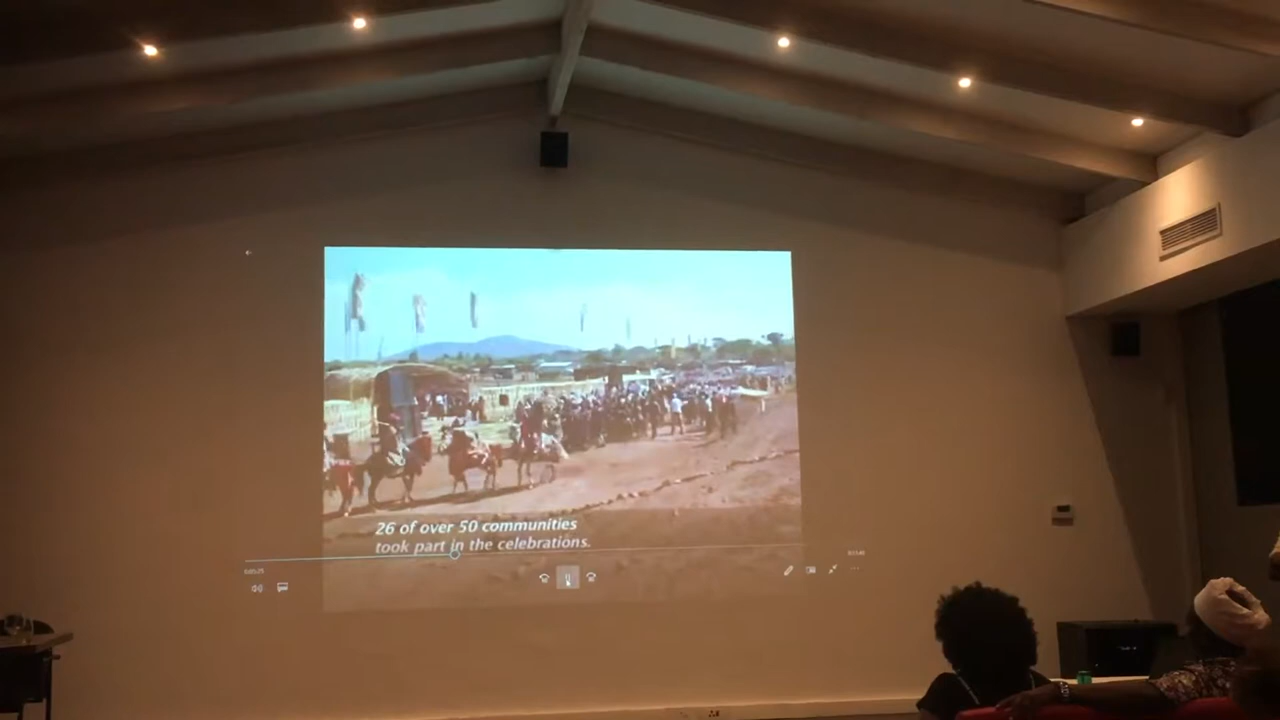 26 of over 50 communities
took part in the celebrations.